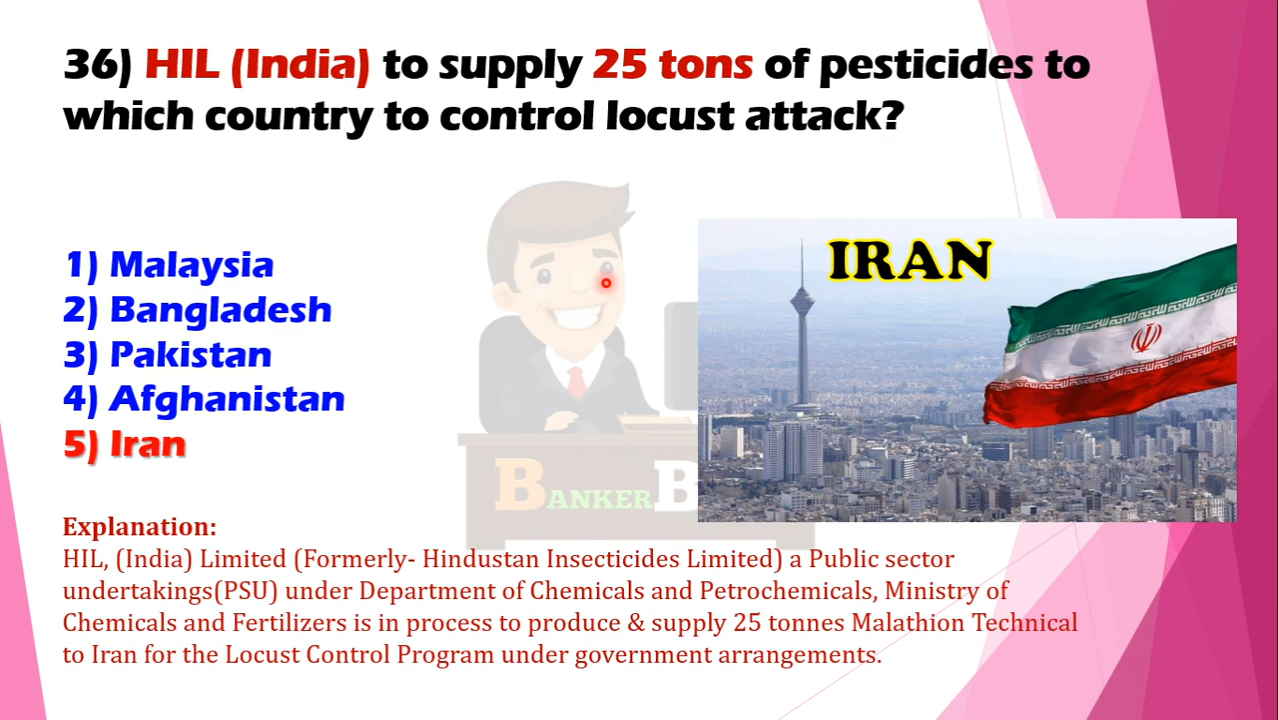 36) HIL (India) to supply 25 tons of pesticides to
which country to control locust attack?
1) Malaysia
2) Bangladesh
3) Pakistan
4) Afghanistan
5) Iran
IRAN
BANKER B
Explanation:
HIL, (India) Limited (Formerly- Hindustan Insecticides Limited) a Public sector
undertakings(PSU) under Department of Chemicals and Petrochemicals, Ministry of
Chemicals and Fertilizers is in process to produce & supply 25 tonnes Malathion Technical
to Iran for the Locust Control Program under government arrangements.